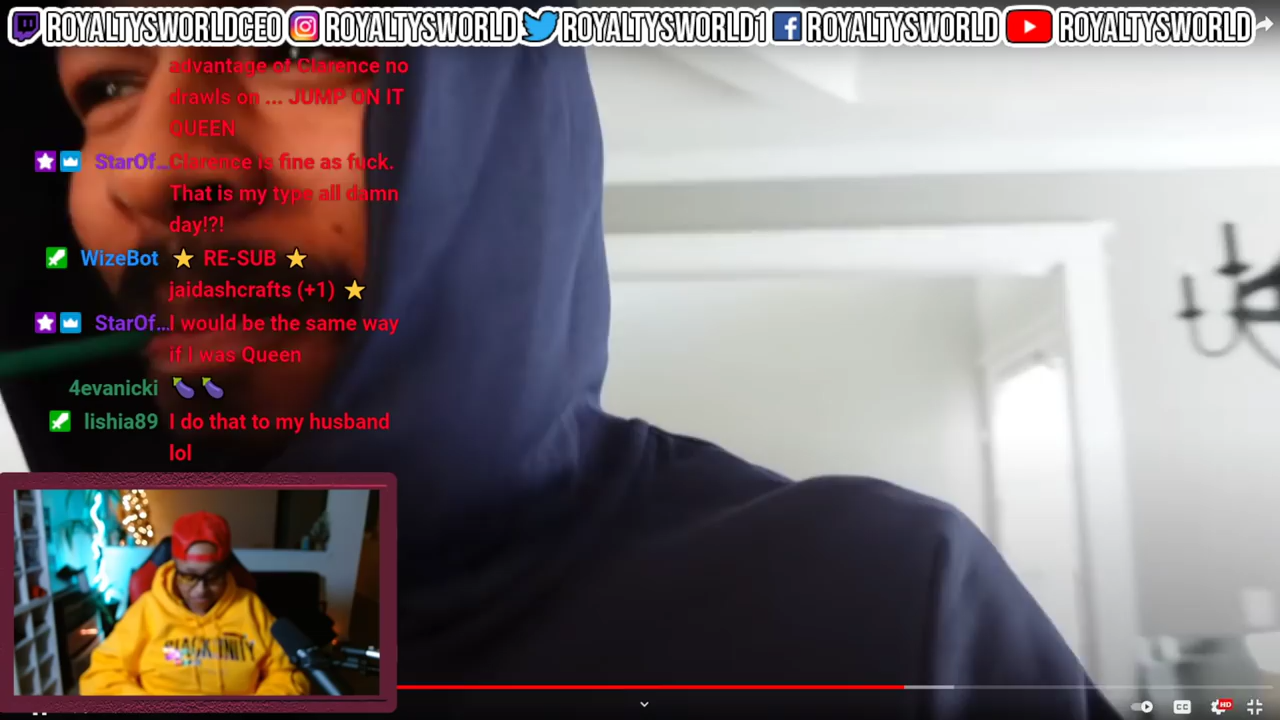 ROYALTYSWORLDCEO ROYALTYSWORLD ROYALTYSWORLD1 ROYALTYSWORLD ROYALTYSWORLD
advantage of Clarence no
drawls on ... JUMP ON IT
QUEEN
StarOf... Clarence is fine as fuck.
That is my type all damn
day!?!
WizeBot ⭐ RE-SUB ⭐
jaidashcrafts (+1) ⭐
StarOf... I would be the same way
if I was Queen
4evanicki 🍆🍆
lishia89 I do that to my husband
lol
CC
HD